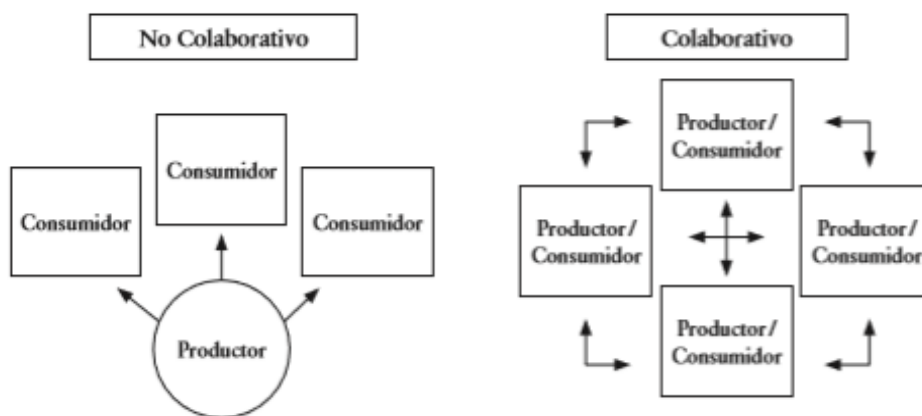 No Colaborativo
Consumidor
Consumidor
Consumidor
Productor
Colaborativo
Productor/
Consumidor
Productor/
Consumidor
Productor/
Consumidor
Productor/
Consumidor